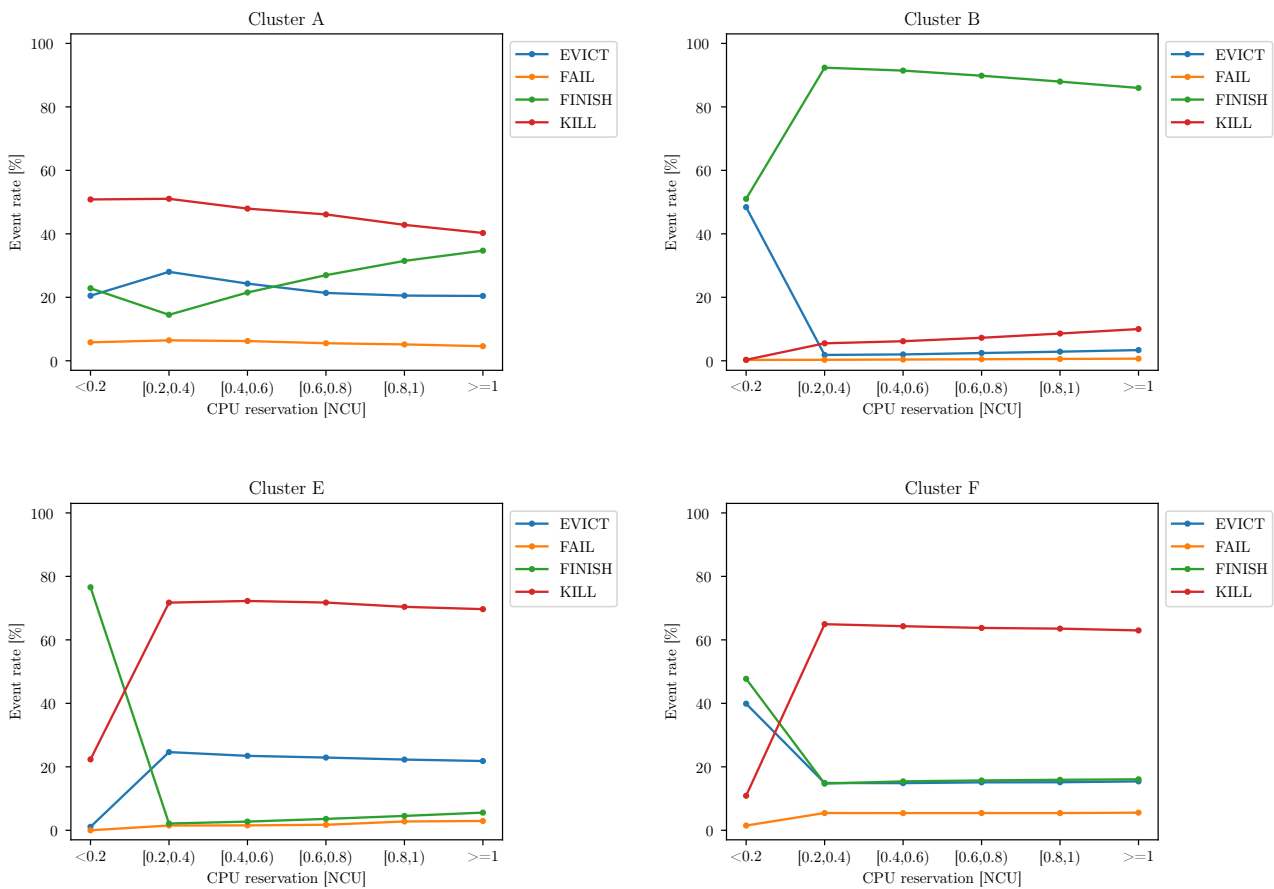 Cluster A
100
80
60
40
20
0
Event rate [%]
<0.2 [0.2,0.4) [0.4,0.6) [0.6,0.8) [0.8,1) >=1
CPU reservation [NCU]
EVICT
FAIL
FINISH
KILL
Cluster B
100
80
60
40
20
0
Event rate [%]
<0.2 [0.2,0.4) [0.4,0.6) [0.6,0.8) [0.8,1) >=1
CPU reservation [NCU]
EVICT
FAIL
FINISH
KILL
Cluster E
100
80
60
40
20
0
Event rate [%]
<0.2 [0.2,0.4) [0.4,0.6) [0.6,0.8) [0.8,1) >=1
CPU reservation [NCU]
EVICT
FAIL
FINISH
KILL
Cluster F
100
80
60
40
20
0
Event rate [%]
<0.2 [0.2,0.4) [0.4,0.6) [0.6,0.8) [0.8,1) >=1
CPU reservation [NCU]
EVICT
FAIL
FINISH
KILL